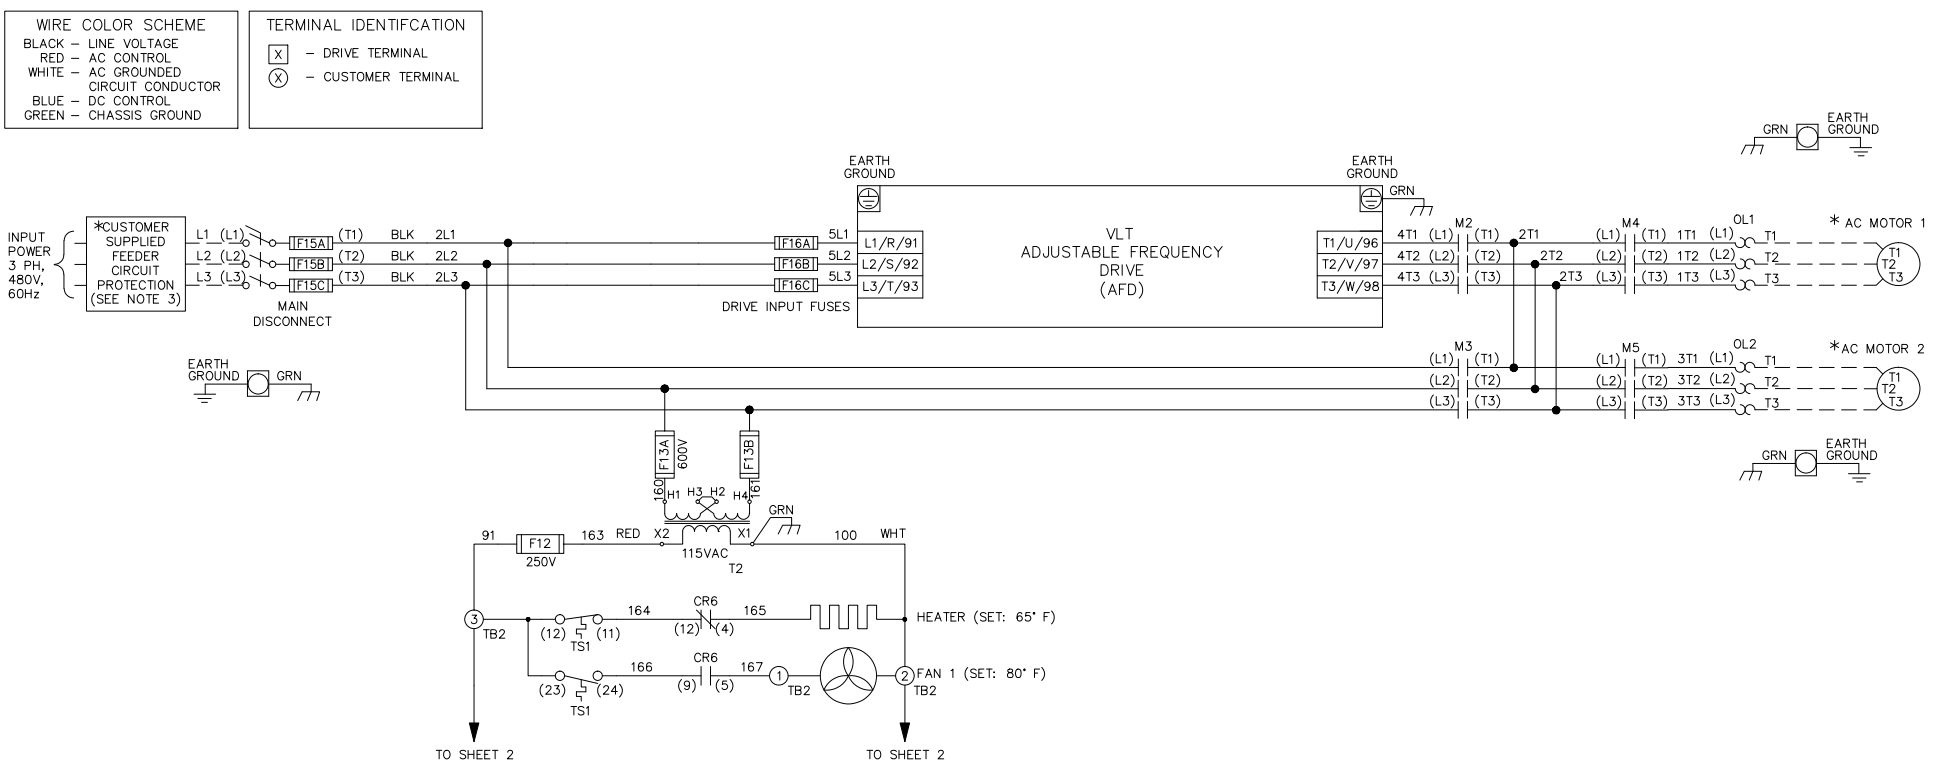 WIRE COLOR SCHEME
BLACK – LINE VOLTAGE
RED – AC CONTROL
WHITE – AC GROUNDED
CIRCUIT CONDUCTOR
BLUE – DC CONTROL
GREEN – CHASSIS GROUND
TERMINAL IDENTIFCATION
X – DRIVE TERMINAL
X – CUSTOMER TERMINAL
EARTH
GRN GROUND
EARTH
GROUND
EARTH
GROUND
GRN
INPUT
POWER
3 PH,
480V,
60Hz
*CUSTOMER
SUPPLIED
FEEDER
CIRCUIT
PROTECTION
(SEE NOTE 3)
L1 (L1) F15A (T1) BLK 2L1 F16A 5L1 L1/R/91
L2 (L2) F15B (T2) BLK 2L2 F16B 5L2 L2/S/92
L3 (L3) F15C (T3) BLK 2L3 F16C 5L3 L3/T/93
MAIN
DISCONNECT
DRIVE INPUT FUSES
VLT
ADJUSTABLE FREQUENCY
DRIVE
(AFD)
M2 M4 OL1 * AC MOTOR 1
T1/U/96 4T1 (L1) (T1) 2T1 (L1) (T1) 1T1 (L1) T1 T1
T2/V/97 4T2 (L2) (T2) 2T2 (L2) (T2) 1T2 (L2) T2 T2
T3/W/98 4T3 (L3) (T3) 2T3 (L3) (T3) 1T3 (L3) T3 T3
EARTH
GROUND GRN
M3 M5 OL2 *AC MOTOR 2
(L1) (T1) (L1) (T1) 3T1 (L1) T1 T1
(L2) (T2) (L2) (T2) 3T2 (L2) T2 T2
(L3) (T3) (L3) (T3) 3T3 (L3) T3 T3
EARTH
GRN GROUND
F13A
600V
F13B
160
H1 H3 H2 H4
161
GRN
91 F12 163 RED X2 X1 100 WHT
250V
115VAC
T2
3
TB2
164 CR6 165
(12) (11) (12) (4)
TS1
HEATER (SET: 65° F)
166 CR6 167
(23) (24) (9) (5)
TS1
1
TB2
2
TB2
FAN 1 (SET: 80° F)
TO SHEET 2
TO SHEET 2